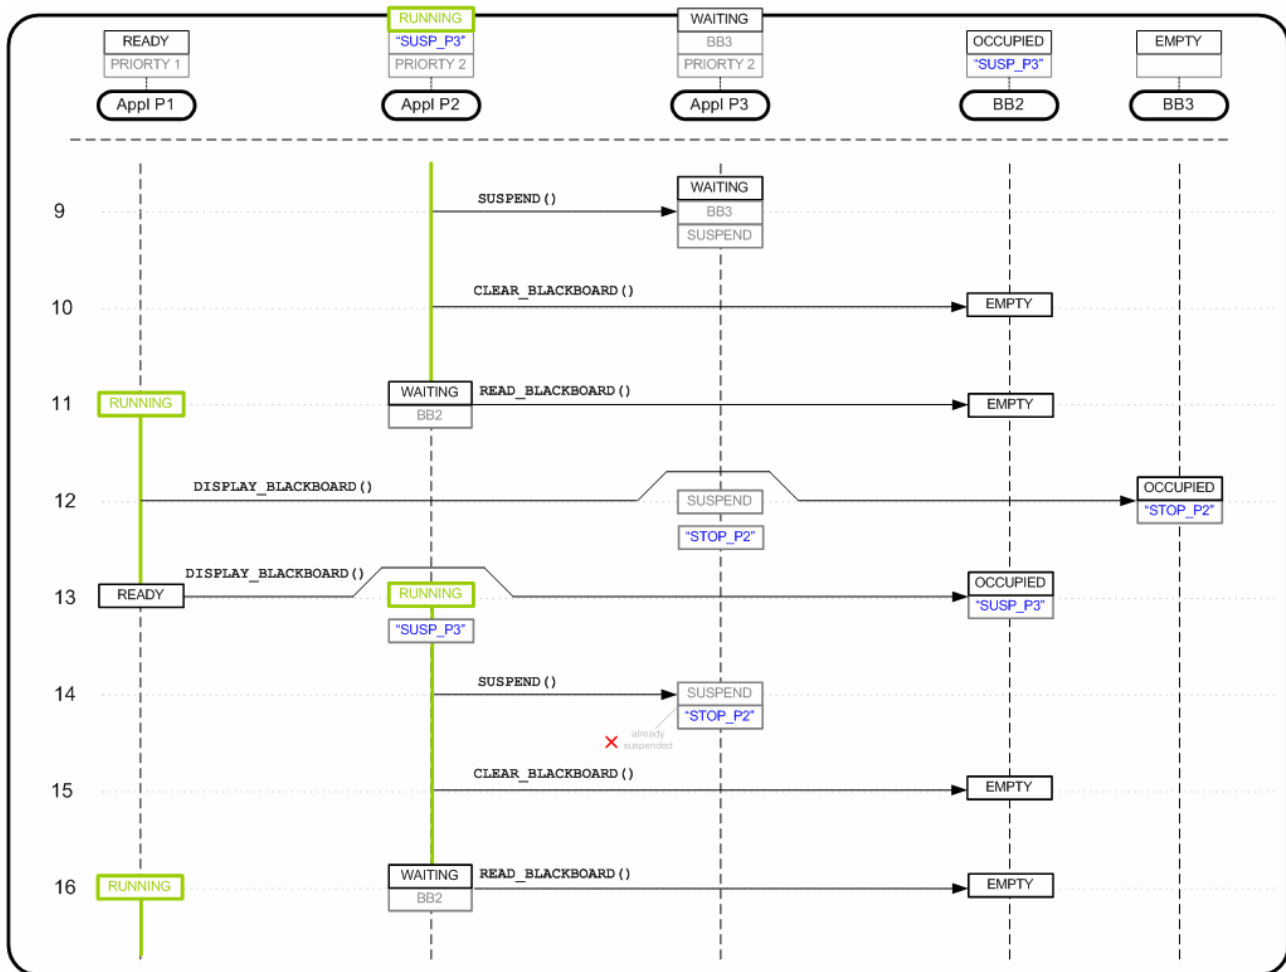 RUNNING
WAITING
READY
“SUSP_P3”
BB3
OCCUPIED
EMPTY
PRIORTY 1
PRIORTY 2
PRIORTY 2
“SUSP_P3”
Appl P1
Appl P2
Appl P3
BB2
BB3
WAITING
SUSPEND()
9
BB3
SUSPEND
CLEAR_BLACKBOARD()
10
EMPTY
WAITING
READ_BLACKBOARD()
11
RUNNING
EMPTY
BB2
DISPLAY_BLACKBOARD()
OCCUPIED
12
SUSPEND
“STOP_P2”
“STOP_P2”
DISPLAY_BLACKBOARD()
OCCUPIED
13
READY
RUNNING
“SUSP_P3”
“SUSP_P3”
SUSPEND()
14
SUSPEND
“STOP_P2”
already
suspended
CLEAR_BLACKBOARD()
15
EMPTY
WAITING
READ_BLACKBOARD()
16
RUNNING
EMPTY
BB2